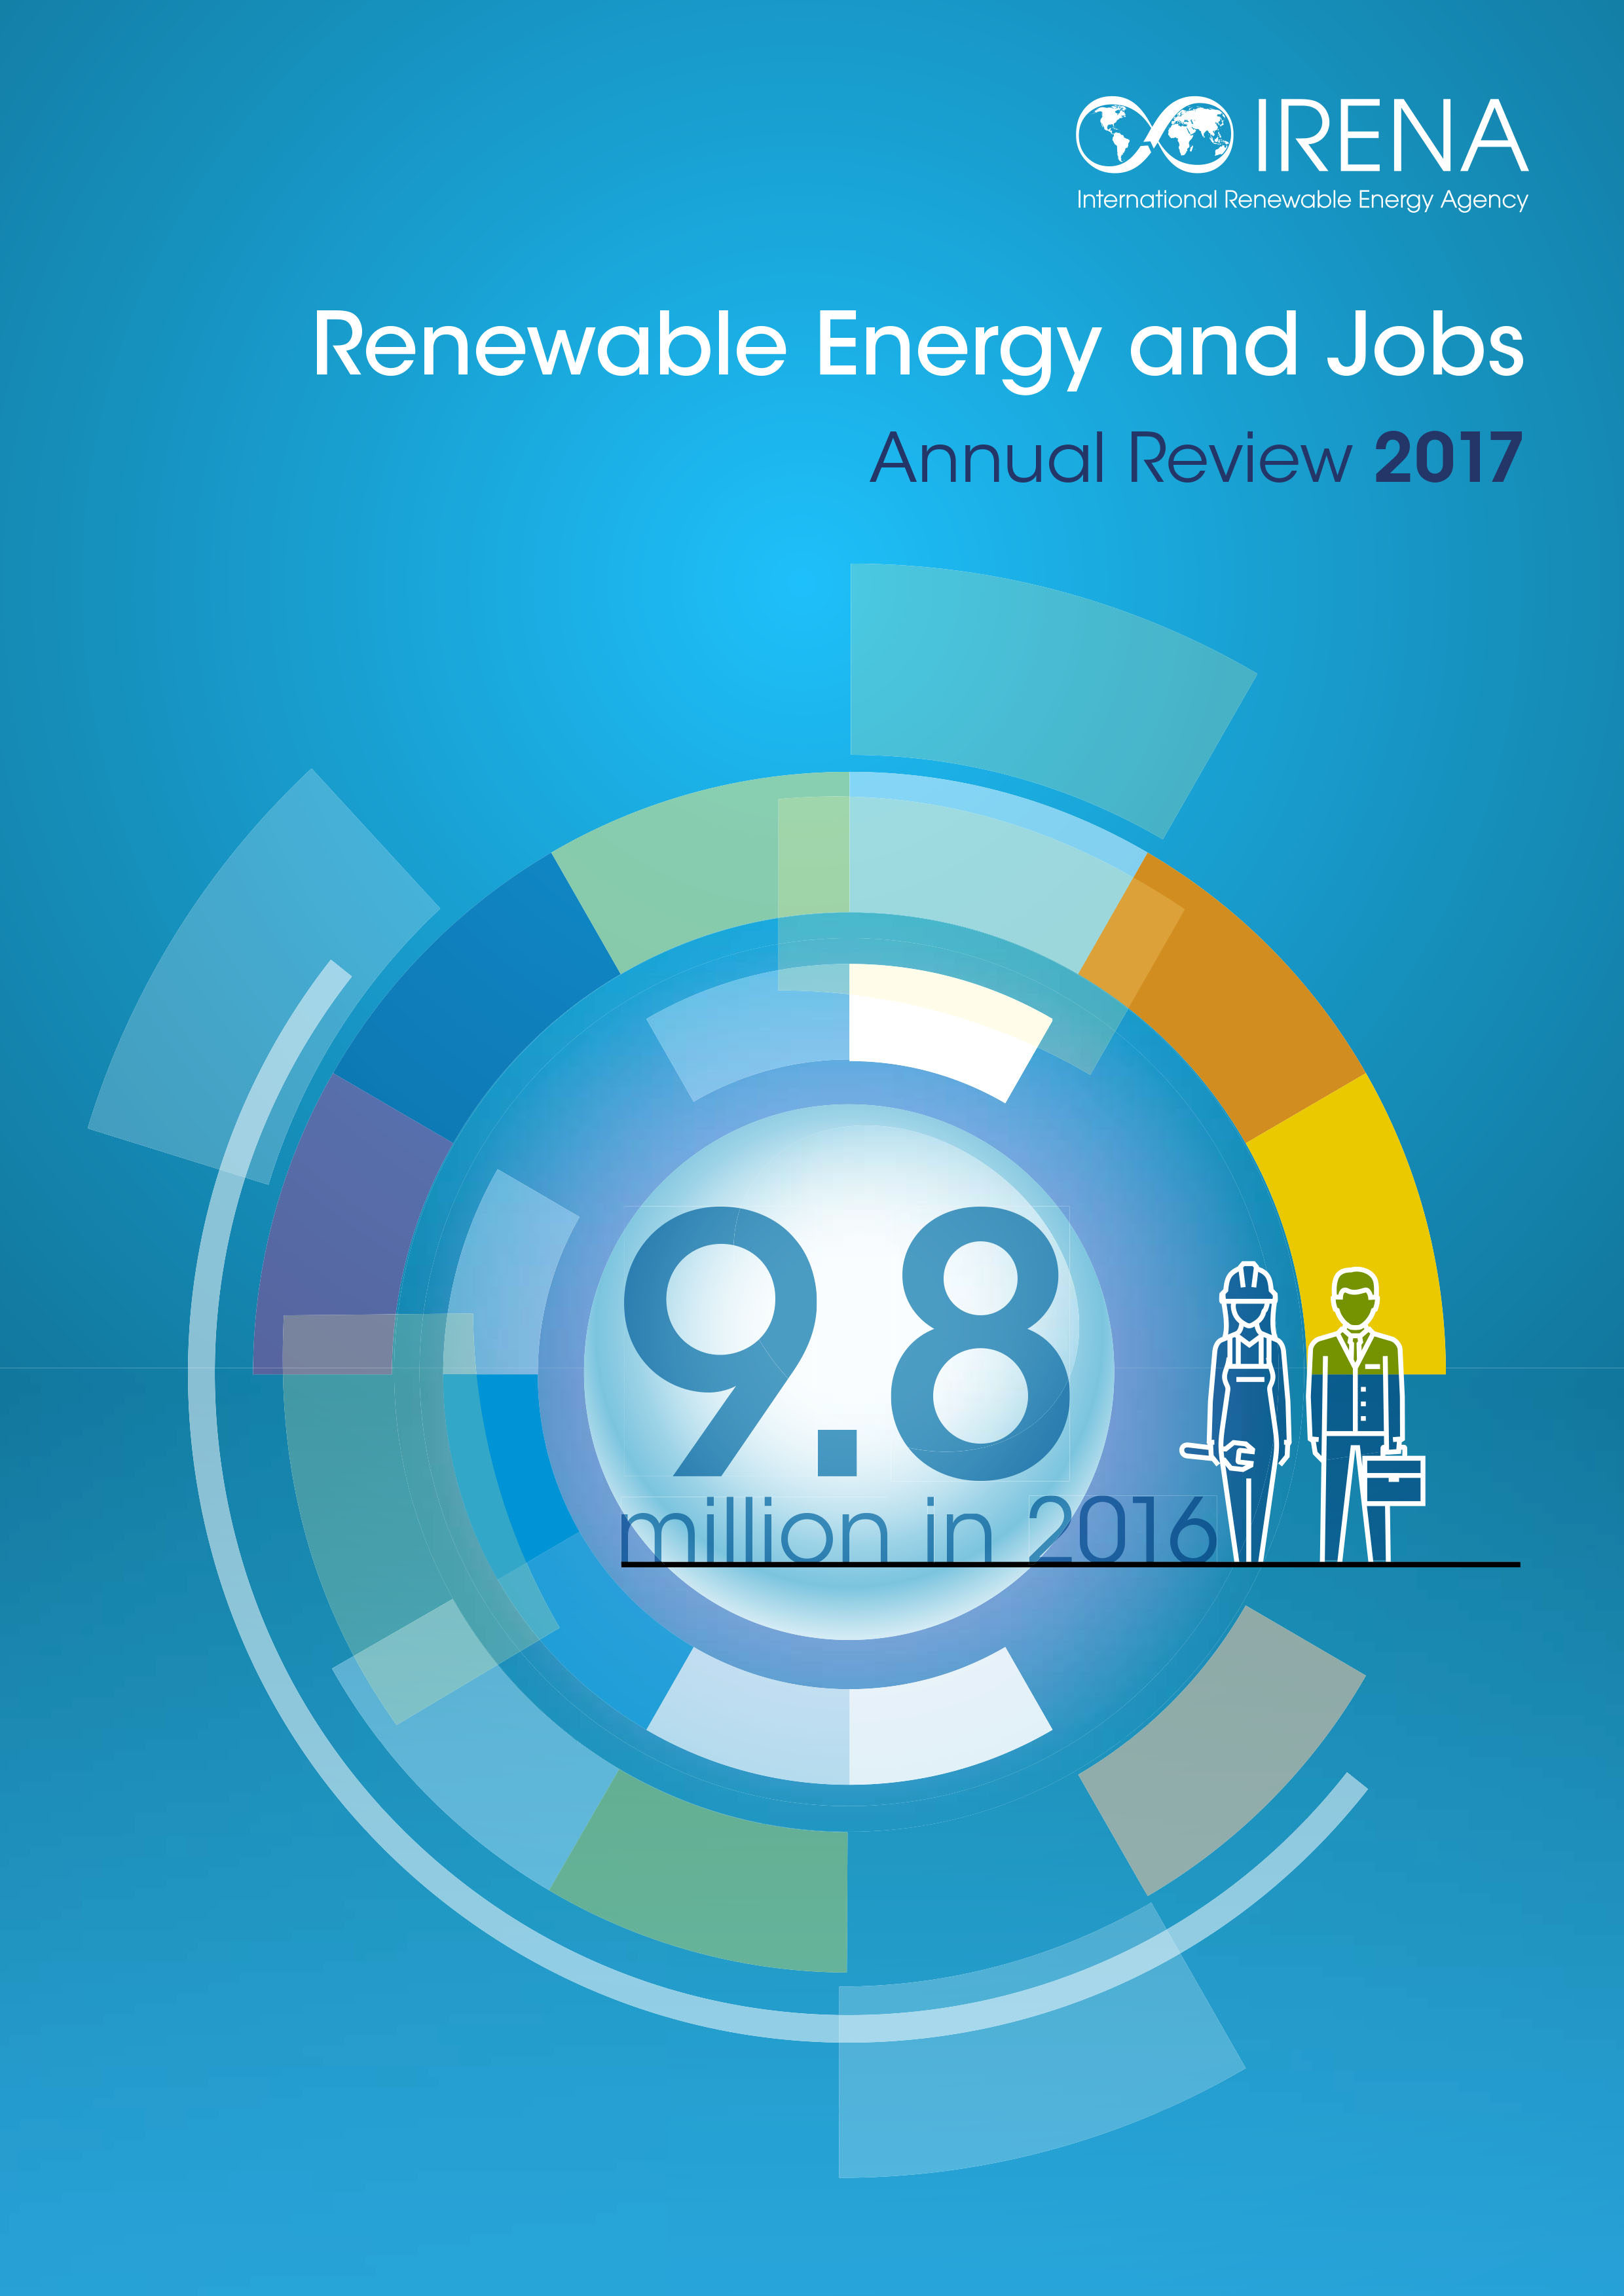 IRENA
International Renewable Energy Agency
Renewable Energy and Jobs
Annual Review 2017
9.8
million in 2016